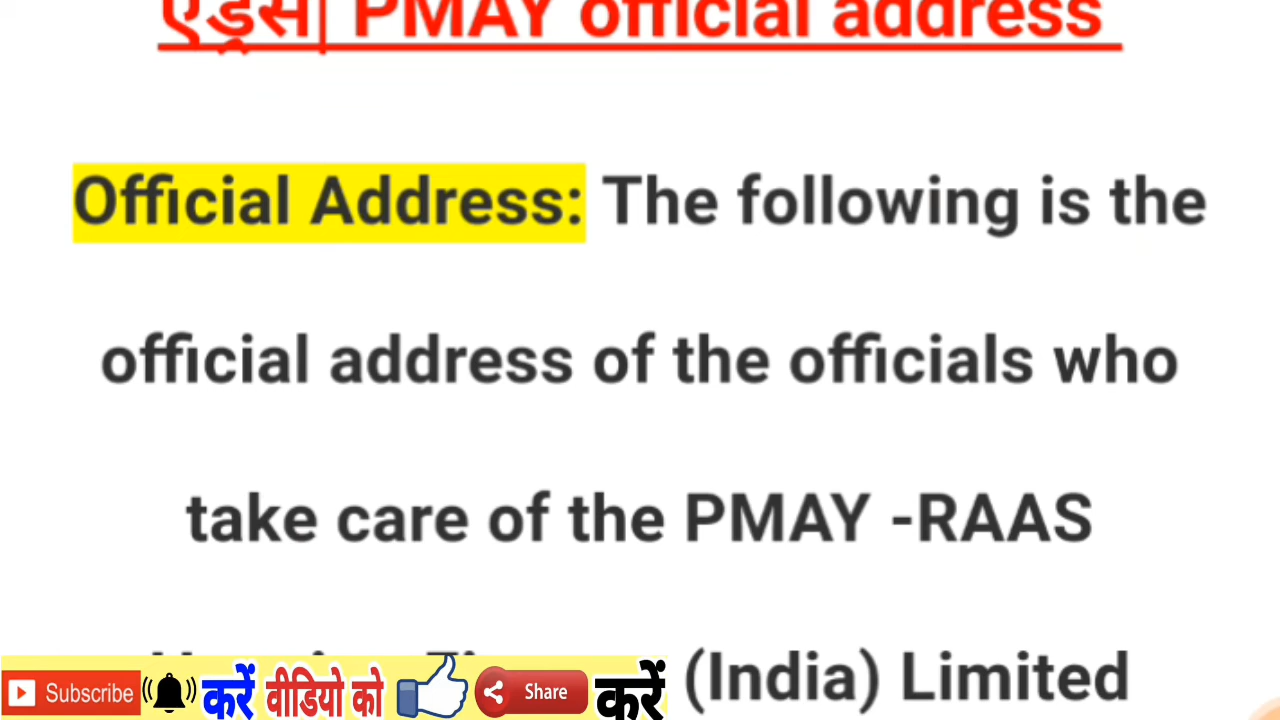 एड्रेस| PMAY official address
Official Address: The following is the
official address of the officials who
take care of the PMAY -RAAS
(India) Limited
Subscribe करें वीडियो को Share करें